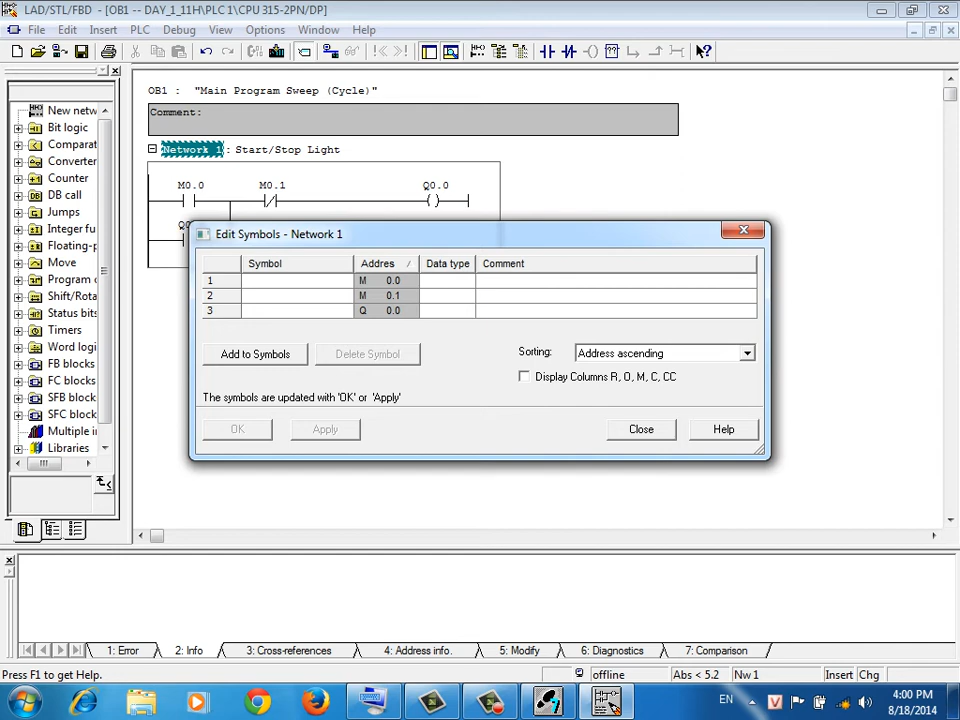 LAD/STL/FBD - [OB1 -- DAY_1_11H\PLC 1\CPU 315-2PN/DP]
File Edit Insert PLC Debug View Options Window Help
New netw
Bit logic
Comparat
Converter
Counter
DB call
Jumps
Integer fu
Floating-p
Move
Program c
Shift/Rota
Status bits
Timers
Word logi
FB blocks
FC blocks
SFB block
SFC block
Multiple in
Libraries
OB1 : "Main Program Sweep (Cycle)"
Comment:
Network 1: Start/Stop Light
M0.0 M0.1 Q0.0
Edit Symbols - Network 1
Symbol Addres / Data type Comment
1 M 0.0
2 M 0.1
3 Q 0.0
Add to Symbols Delete Symbol Sorting: Address ascending
Display Columns R, O, M, C, CC
The symbols are updated with 'OK' or 'Apply'
OK Apply Close Help
1: Error 2: Info 3: Cross-references 4: Address info. 5: Modify 6: Diagnostics 7: Comparison
Press F1 to get Help. offline Abs < 5.2 Nw 1 Insert Chg
EN 4:00 PM
8/18/2014